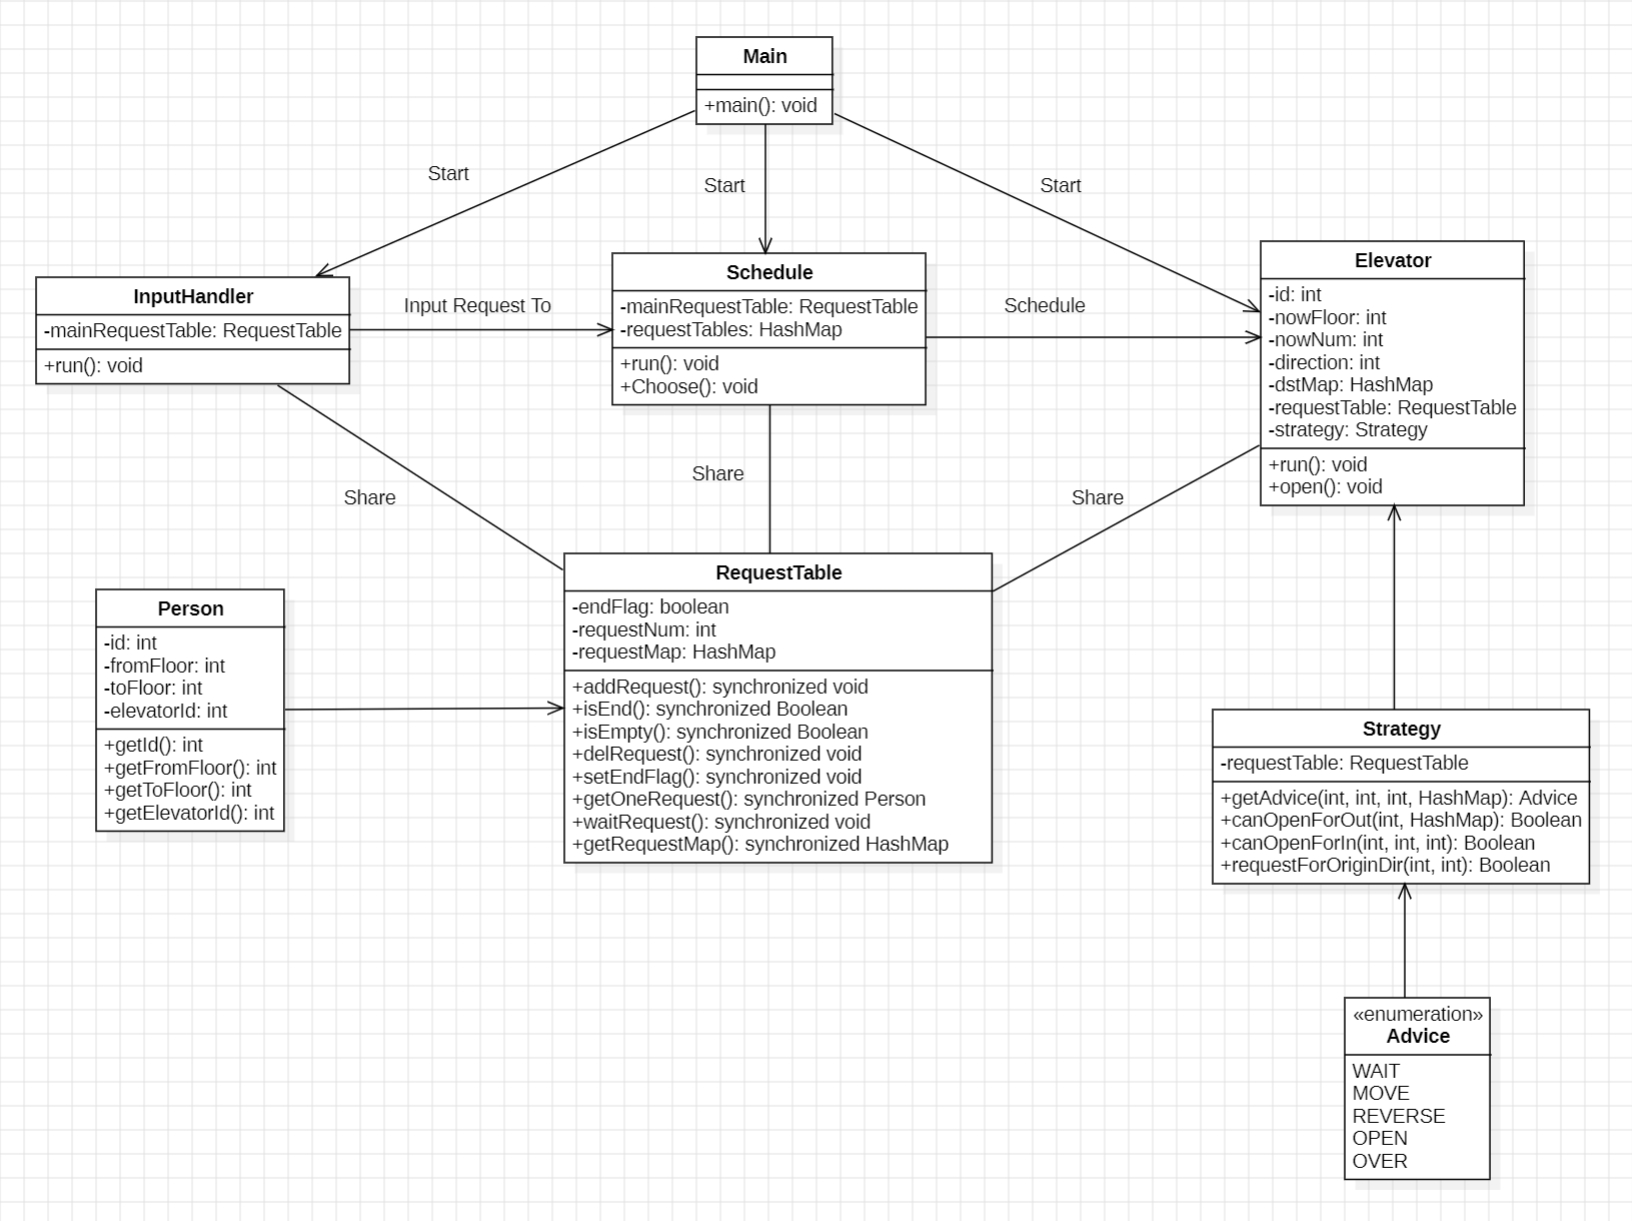 Main
+main(): void
Start
Start
Start
InputHandler
-mainRequestTable: RequestTable
+run(): void
Input Request To
Schedule
-mainRequestTable: RequestTable
-requestTables: HashMap
+run(): void
+Choose(): void
Schedule
Elevator
-id: int
-nowFloor: int
-nowNum: int
-direction: int
-dstMap: HashMap
-requestTable: RequestTable
-strategy: Strategy
+run(): void
+open(): void
Share
Share
Share
Person
-id: int
-fromFloor: int
-toFloor: int
-elevatorId: int
+getId(): int
+getFromFloor(): int
+getToFloor(): int
+getElevatorId(): int
RequestTable
-endFlag: boolean
-requestNum: int
-requestMap: HashMap
+addRequest(): synchronized void
+isEnd(): synchronized Boolean
+isEmpty(): synchronized Boolean
+delRequest(): synchronized void
+setEndFlag(): synchronized void
+getOneRequest(): synchronized Person
+waitRequest(): synchronized void
+getRequestMap(): synchronized HashMap
Strategy
-requestTable: RequestTable
+getAdvice(int, int, int, HashMap): Advice
+canOpenForOut(int, HashMap): Boolean
+canOpenForIn(int, int, int): Boolean
+requestForOriginDir(int, int): Boolean
«enumeration»
Advice
WAIT
MOVE
REVERSE
OPEN
OVER